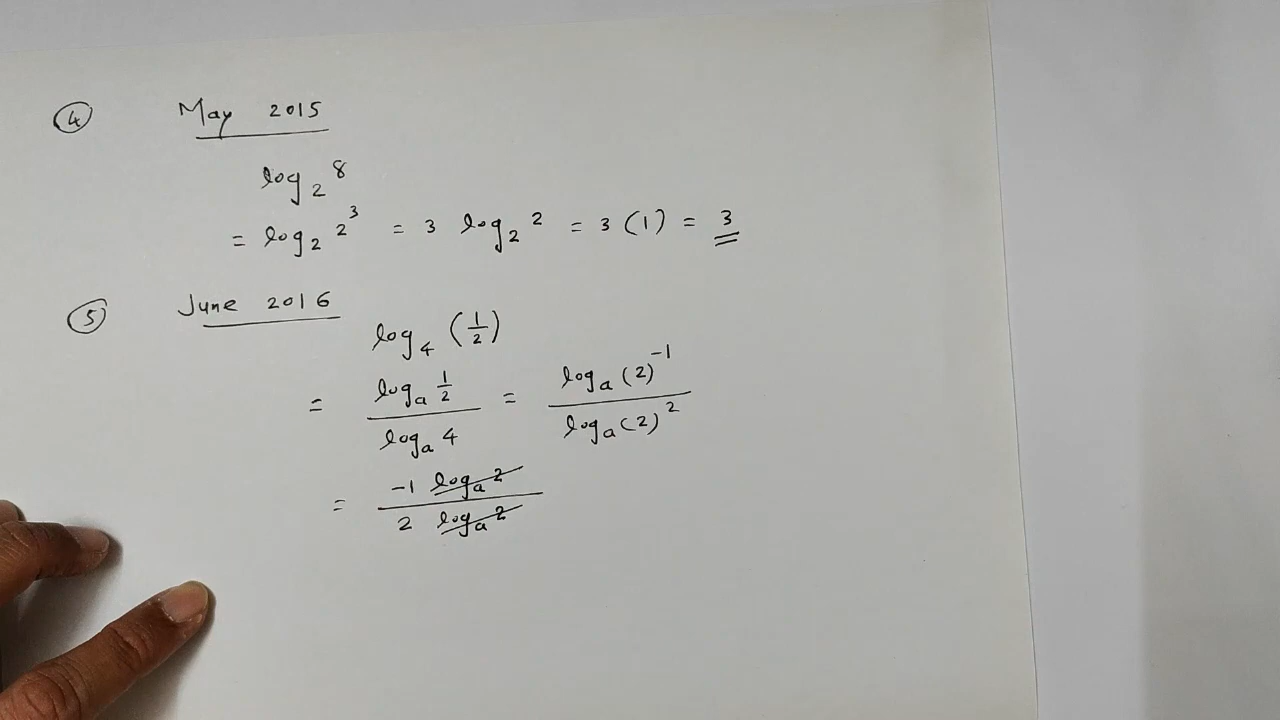 ④ May 2015
log₂ 8
= log₂ 2³ = 3 log₂ 2 = 3 (1) = 3
⑤ June 2016
log₄ (1/2)
= logₐ 1/2 / logₐ 4 = logₐ (2)⁻¹ / logₐ (2)²
= -1 logₐ 2 / 2 logₐ 2